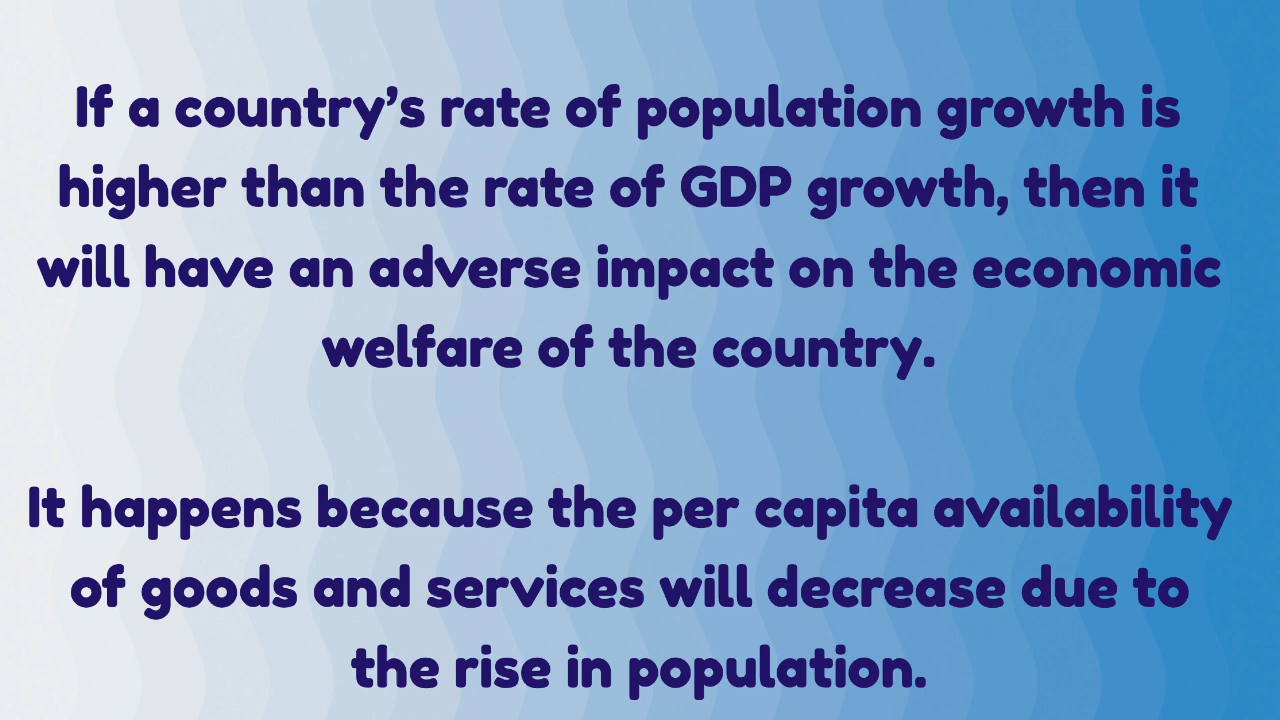 If a country’s rate of population growth is
higher than the rate of GDP growth, then it
will have an adverse impact on the economic
welfare of the country.
It happens because the per capita availability
of goods and services will decrease due to
the rise in population.